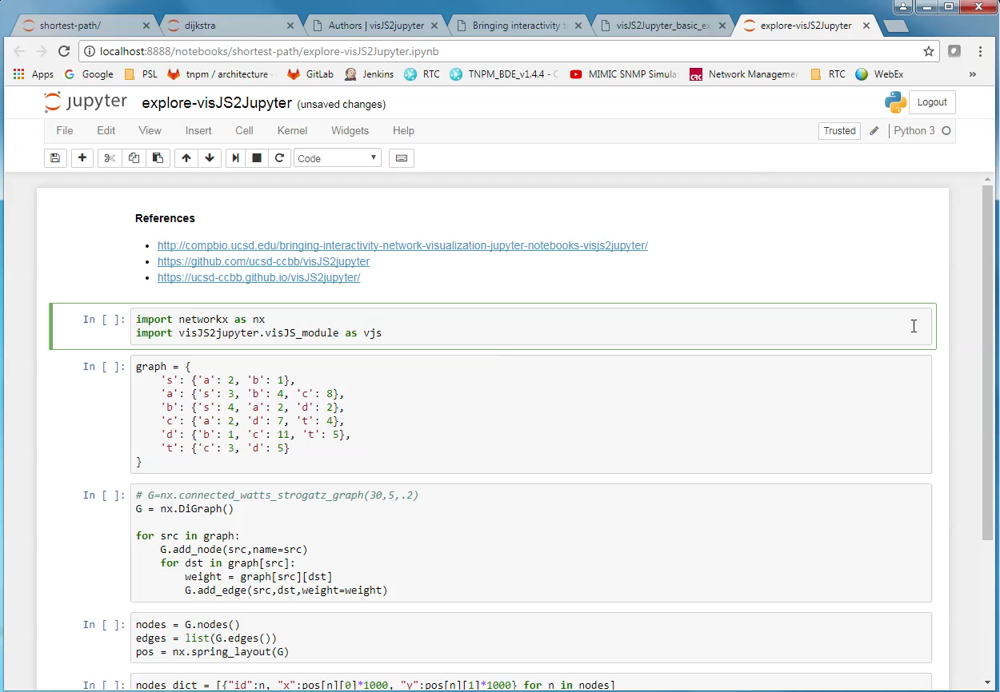 shortest-path/
dijkstra
Authors | visJS2jupyter
Bringing interactivity t
visJS2Jupyter_basic_ex
explore-visJS2Jupyter
localhost:8888/notebooks/shortest-path/explore-visJS2Jupyter.ipynb
Apps Google PSL tnpm / architecture GitLab Jenkins RTC TNPM_BDE_v1.4.4 - C MIMIC SNMP Simula CRC Network Managemen RTC WebEx »
jupyter explore-visJS2Jupyter (unsaved changes) Logout
File Edit View Insert Cell Kernel Widgets Help Trusted Python 3
Code
References
http://compbio.ucsd.edu/bringing-interactivity-network-visualization-jupyter-notebooks-visjs2jupyter/
https://github.com/ucsd-ccbb/visJS2jupyter
https://ucsd-ccbb.github.io/visJS2jupyter/
In [ ]: import networkx as nx
import visJS2jupyter.visJS_module as vjs
In [ ]: graph = {
's': {'a': 2, 'b': 1},
'a': {'s': 3, 'b': 4, 'c': 8},
'b': {'s': 4, 'a': 2, 'd': 2},
'c': {'a': 2, 'd': 7, 't': 4},
'd': {'b': 1, 'c': 11, 't': 5},
't': {'c': 3, 'd': 5}
}
In [ ]: # G=nx.connected_watts_strogatz_graph(30,5,.2)
G = nx.DiGraph()
for src in graph:
G.add_node(src,name=src)
for dst in graph[src]:
weight = graph[src][dst]
G.add_edge(src,dst,weight=weight)
In [ ]: nodes = G.nodes()
edges = list(G.edges())
pos = nx.spring_layout(G)
In [ ]: nodes_dict = [{"id":n, "x":pos[n][0]*1000, "y":pos[n][1]*1000} for n in nodes]